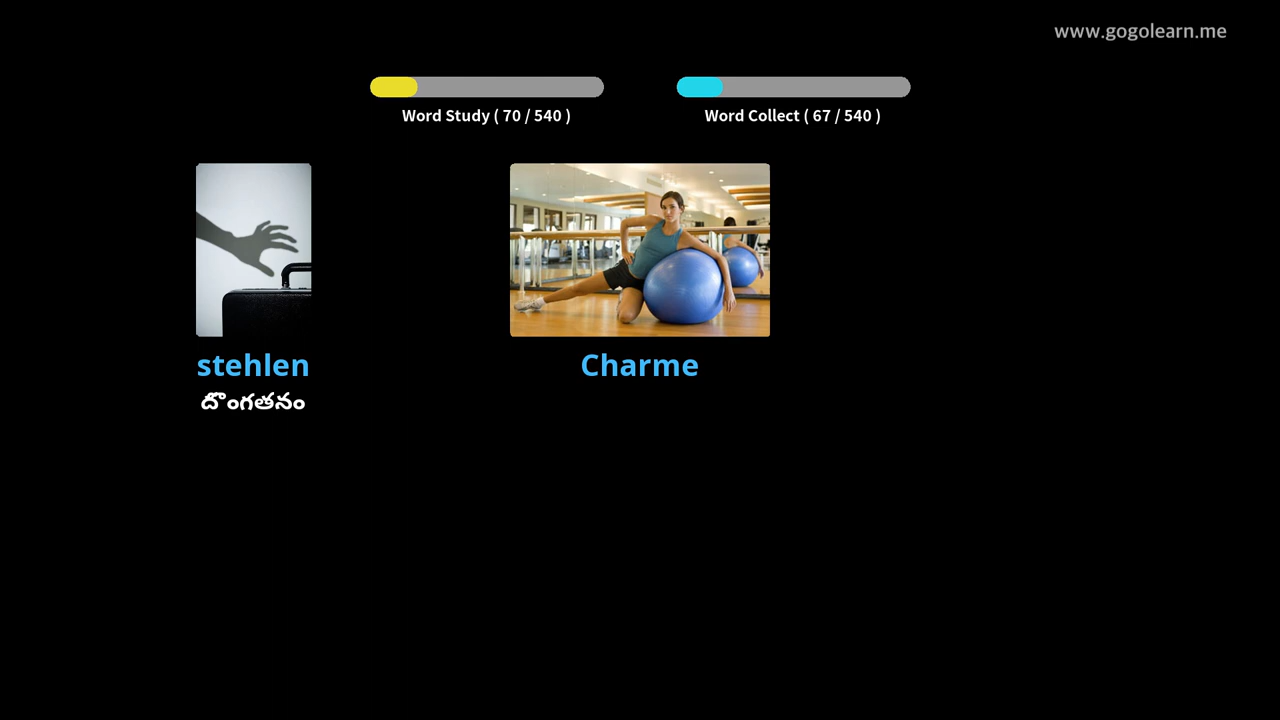 www.gogolearn.me
Word Study ( 70 / 540 )
Word Collect ( 67 / 540 )
stehlen
దొంగతనం
Charme